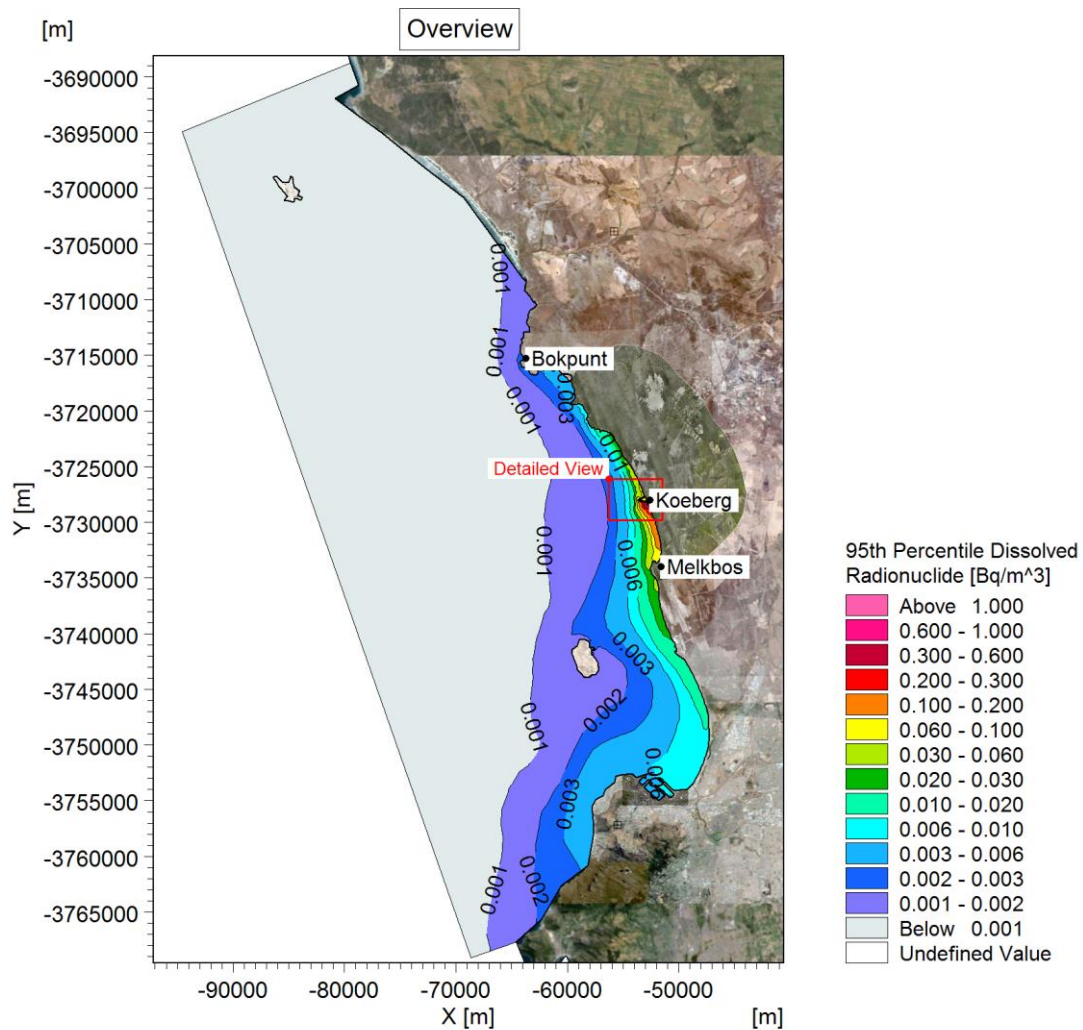 Overview
[m]
-3690000
-3695000
-3700000
-3705000
-3710000
-3715000
-3720000
-3725000
-3730000
-3735000
-3740000
-3745000
-3750000
-3755000
-3760000
-3765000
Y [m]
0.001
0.001
Bokpunt
0.003
0.001
0.01
Detailed View
Koeberg
0.001
0.006
Melkbos
0.003
0.002
0.001
0.006
0.003
0.001
0.002
-90000
-80000
-70000
-60000
-50000
X [m]
[m]
95th Percentile Dissolved
Radionuclide [Bq/m^3]
Above 1.000
0.600 - 1.000
0.300 - 0.600
0.200 - 0.300
0.100 - 0.200
0.060 - 0.100
0.030 - 0.060
0.020 - 0.030
0.010 - 0.020
0.006 - 0.010
0.003 - 0.006
0.002 - 0.003
0.001 - 0.002
Below 0.001
Undefined Value